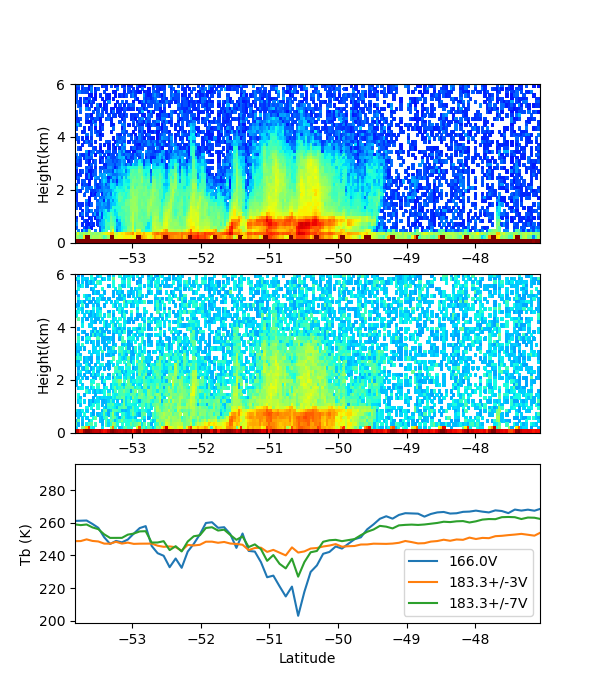 6
4
2
0
Height(km)
−53 −52 −51 −50 −49 −48
6
4
2
0
Height(km)
−53 −52 −51 −50 −49 −48
280
260
240
220
200
Tb (K)
166.0V
183.3+/-3V
183.3+/-7V
−53 −52 −51 −50 −49 −48
Latitude